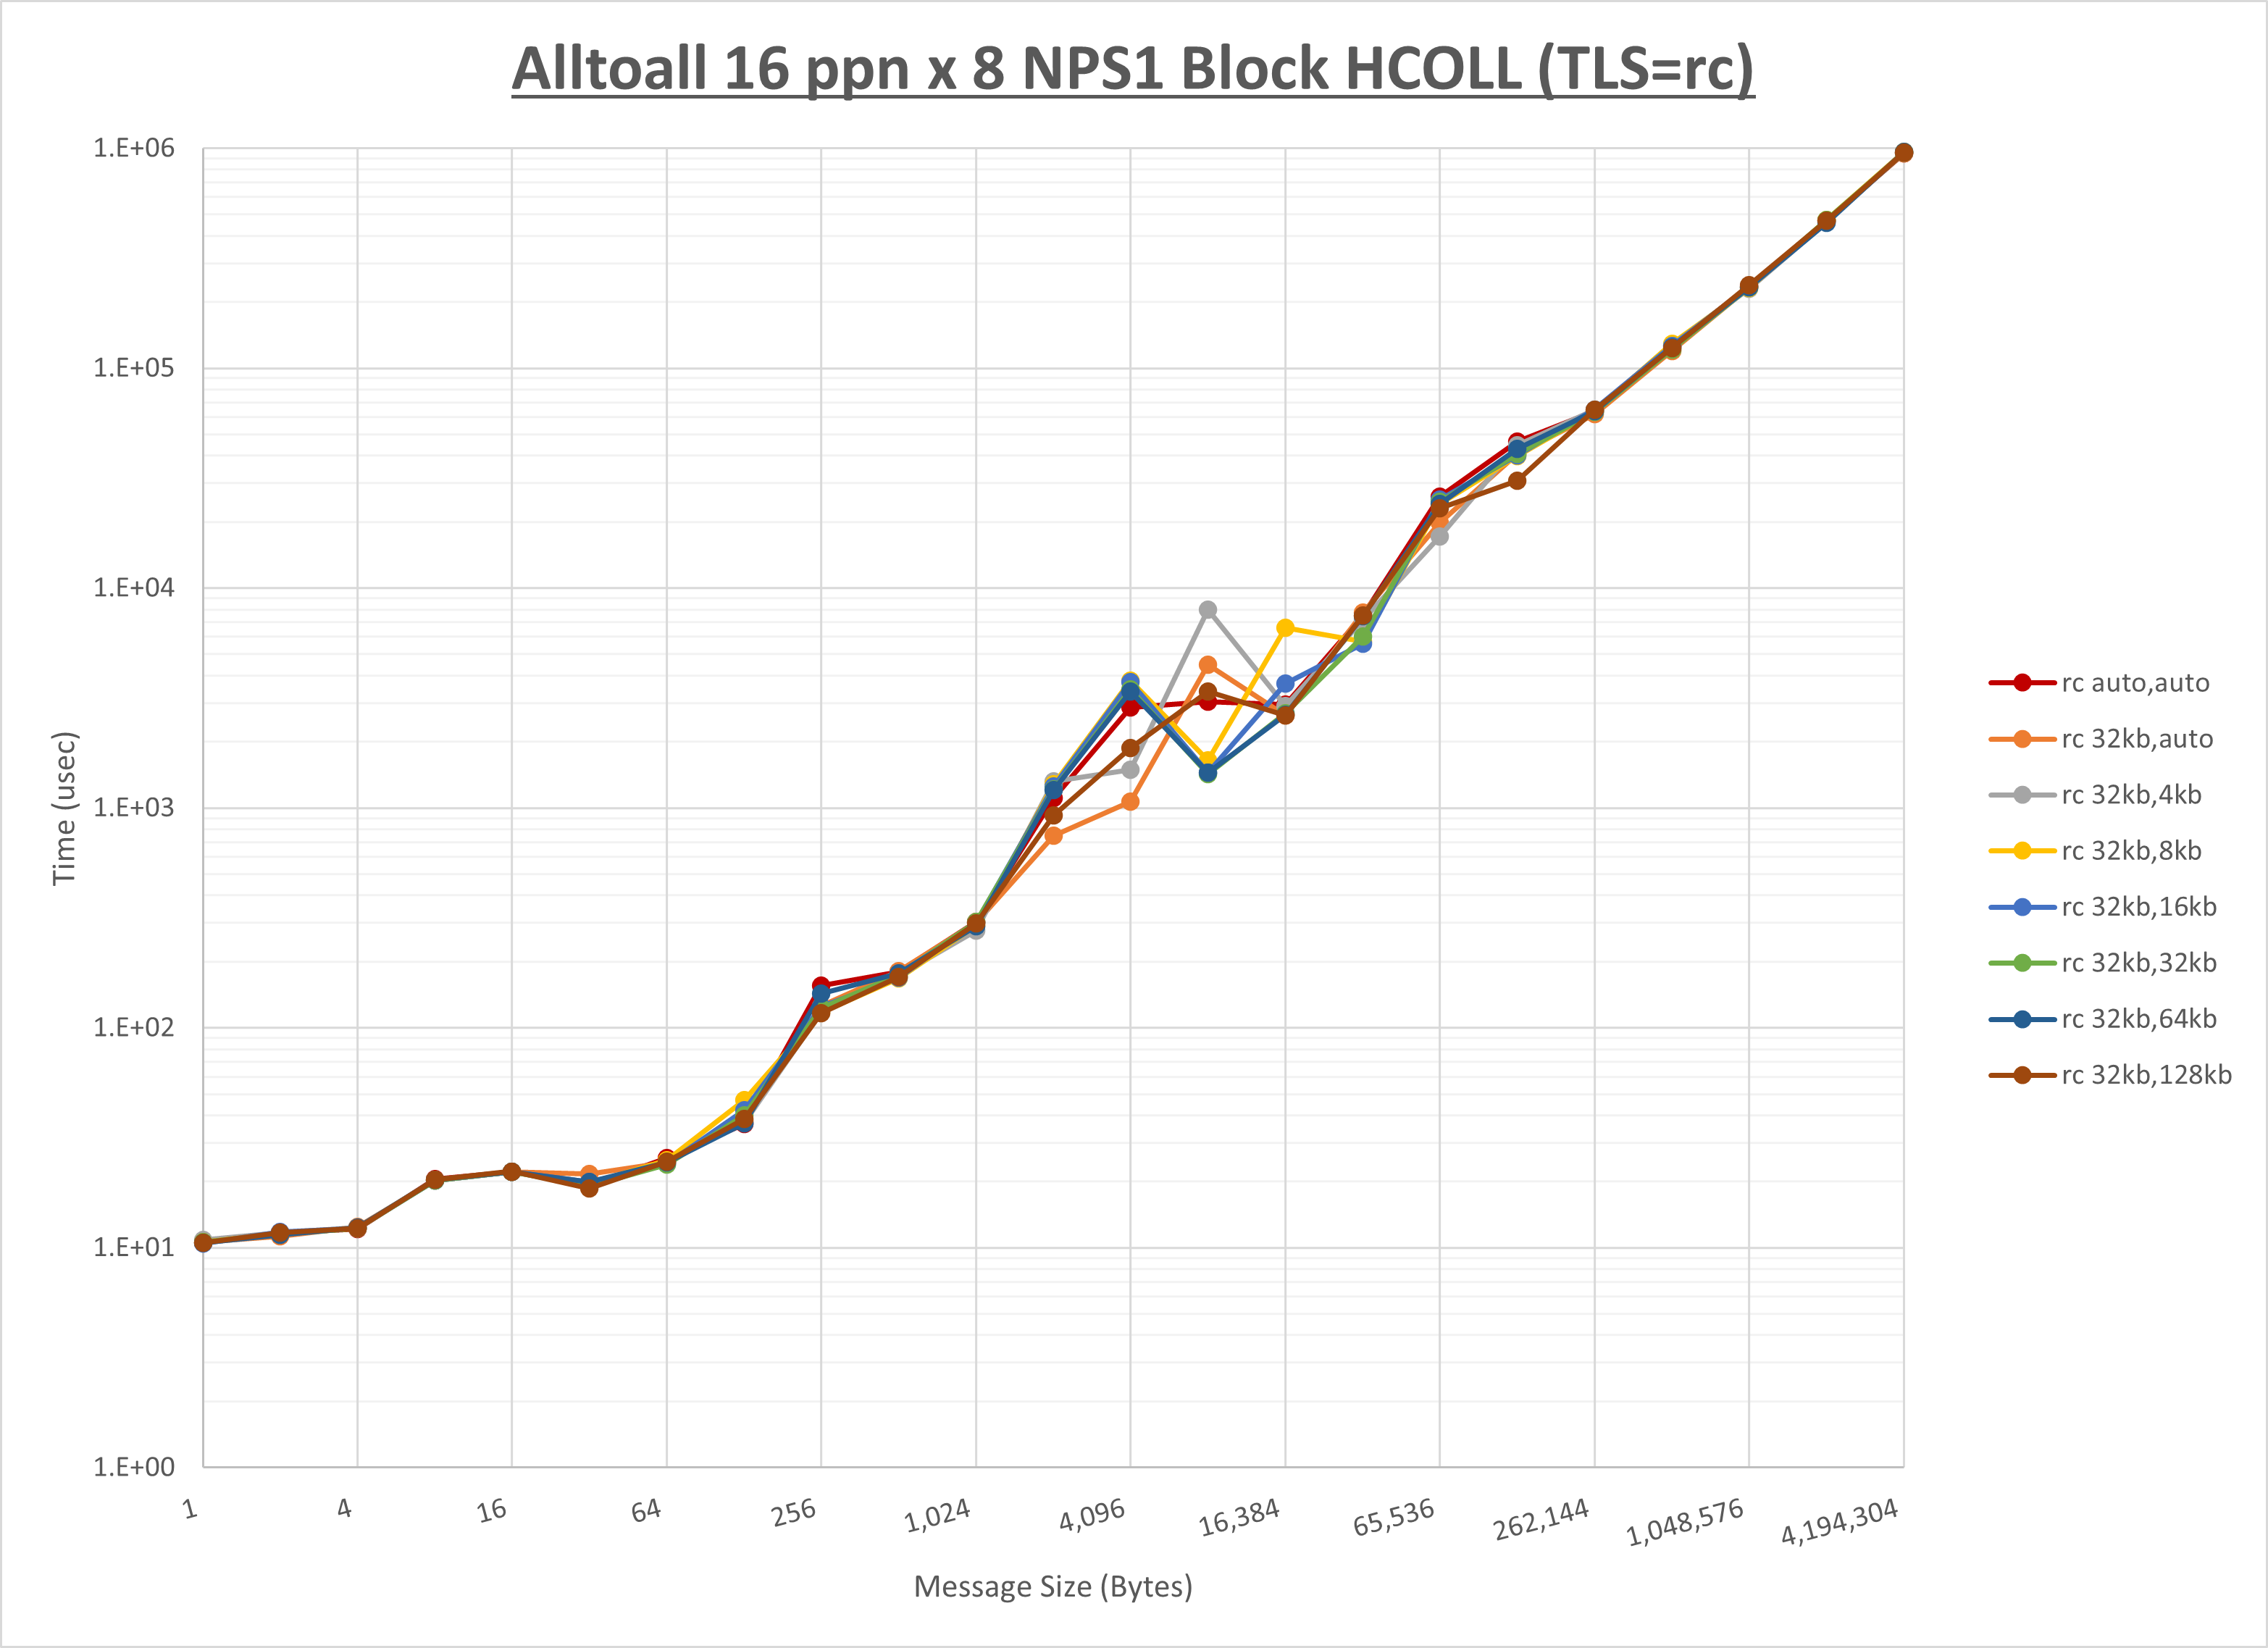 Alltoall 16 ppn x 8 NPS1 Block HCOLL (TLS=rc)
1.E+06
1.E+05
1.E+04
1.E+03
1.E+02
1.E+01
1.E+00
Time (usec)
1
4
16
64
256
1,024
4,096
16,384
65,536
262,144
1,048,576
4,194,304
Message Size (Bytes)
rc auto,auto
rc 32kb,auto
rc 32kb,4kb
rc 32kb,8kb
rc 32kb,16kb
rc 32kb,32kb
rc 32kb,64kb
rc 32kb,128kb